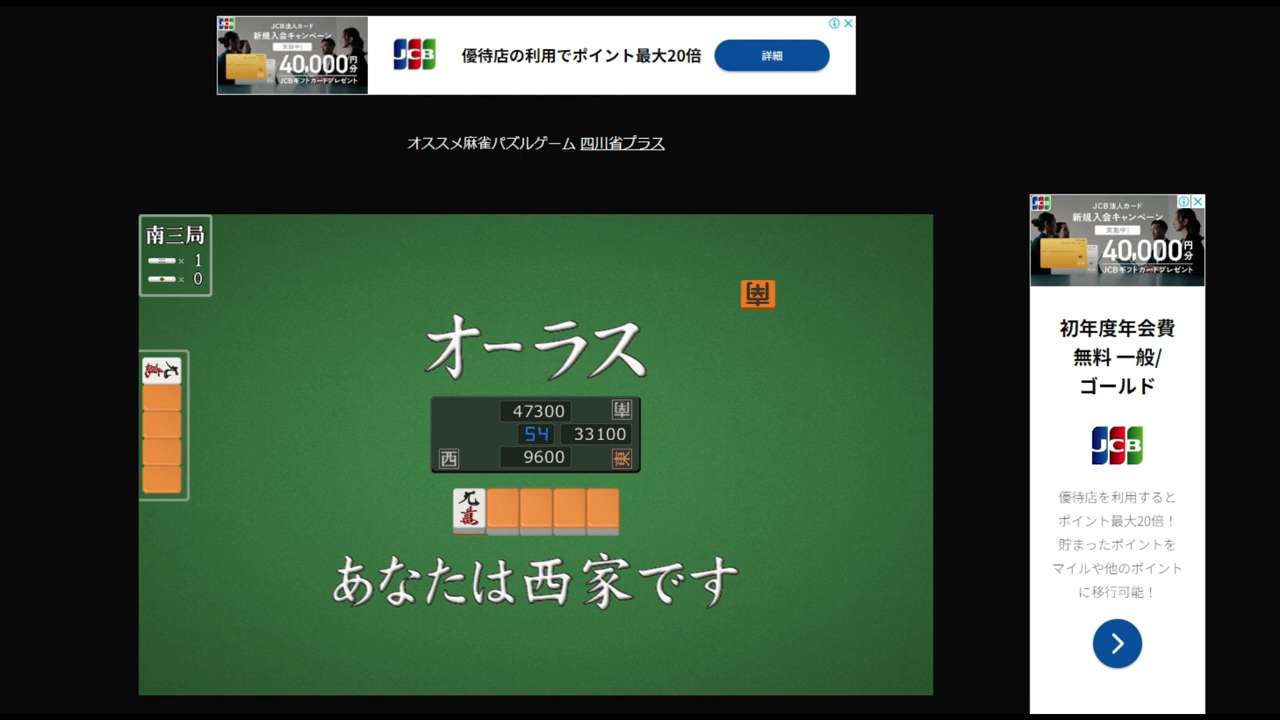 JCB
JCB法人カード
新規入会キャンペーン
実施中!
40,000円分
JCBギフトカードプレゼント
JCB
優待店の利用でポイント最大20倍
詳細
オススメ麻雀パズルゲーム 四川省プラス
南三局
× 1
× 0
九萬
南
オーラス
47300 南
54 33100
西 9600 東
九萬
あなたは西家です
JCB
JCB法人カード
新規入会キャンペーン
実施中!
40,000円分
JCBギフトカードプレゼント
初年度年会費
無料 一般/
ゴールド
JCB
優待店を利用すると
ポイント最大20倍！
貯まったポイントを
マイルや他のポイント
に移行可能！